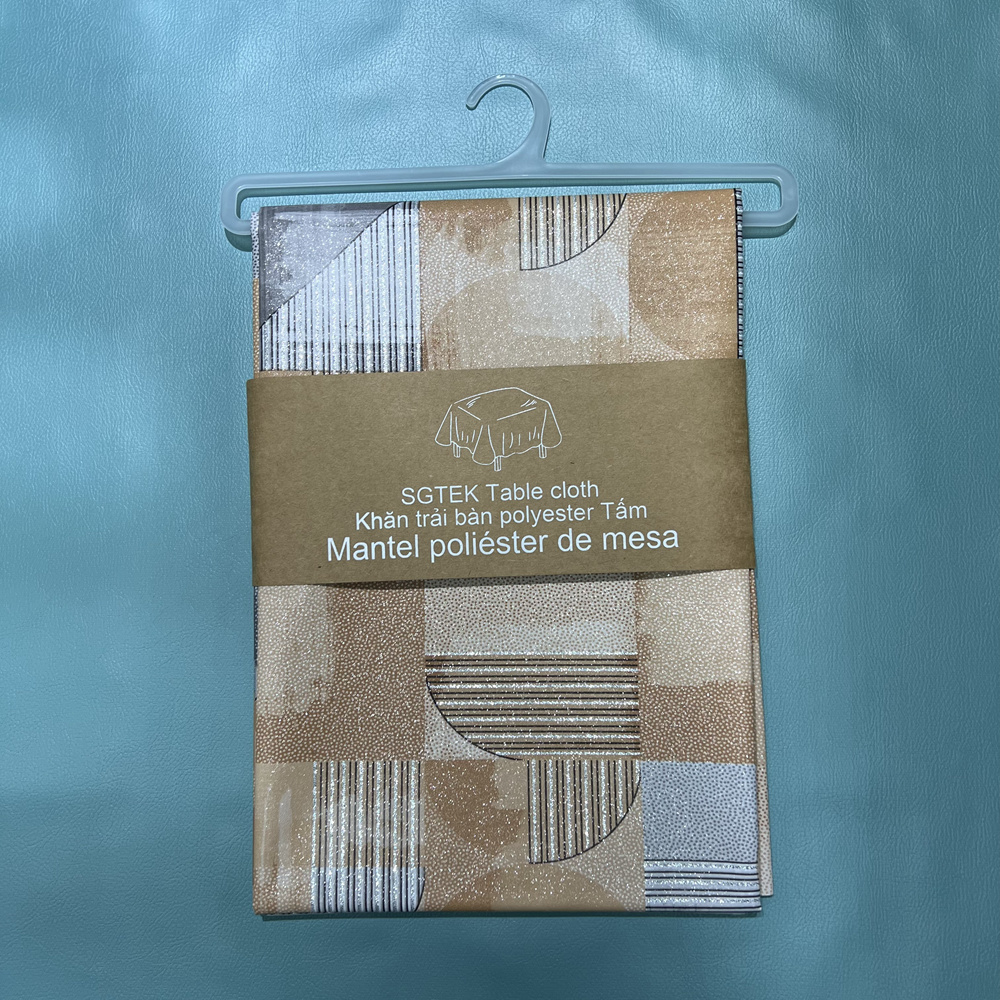 SGTEK Table cloth
Khăn trải bàn polyester Tấm
Mantel poliéster de mesa